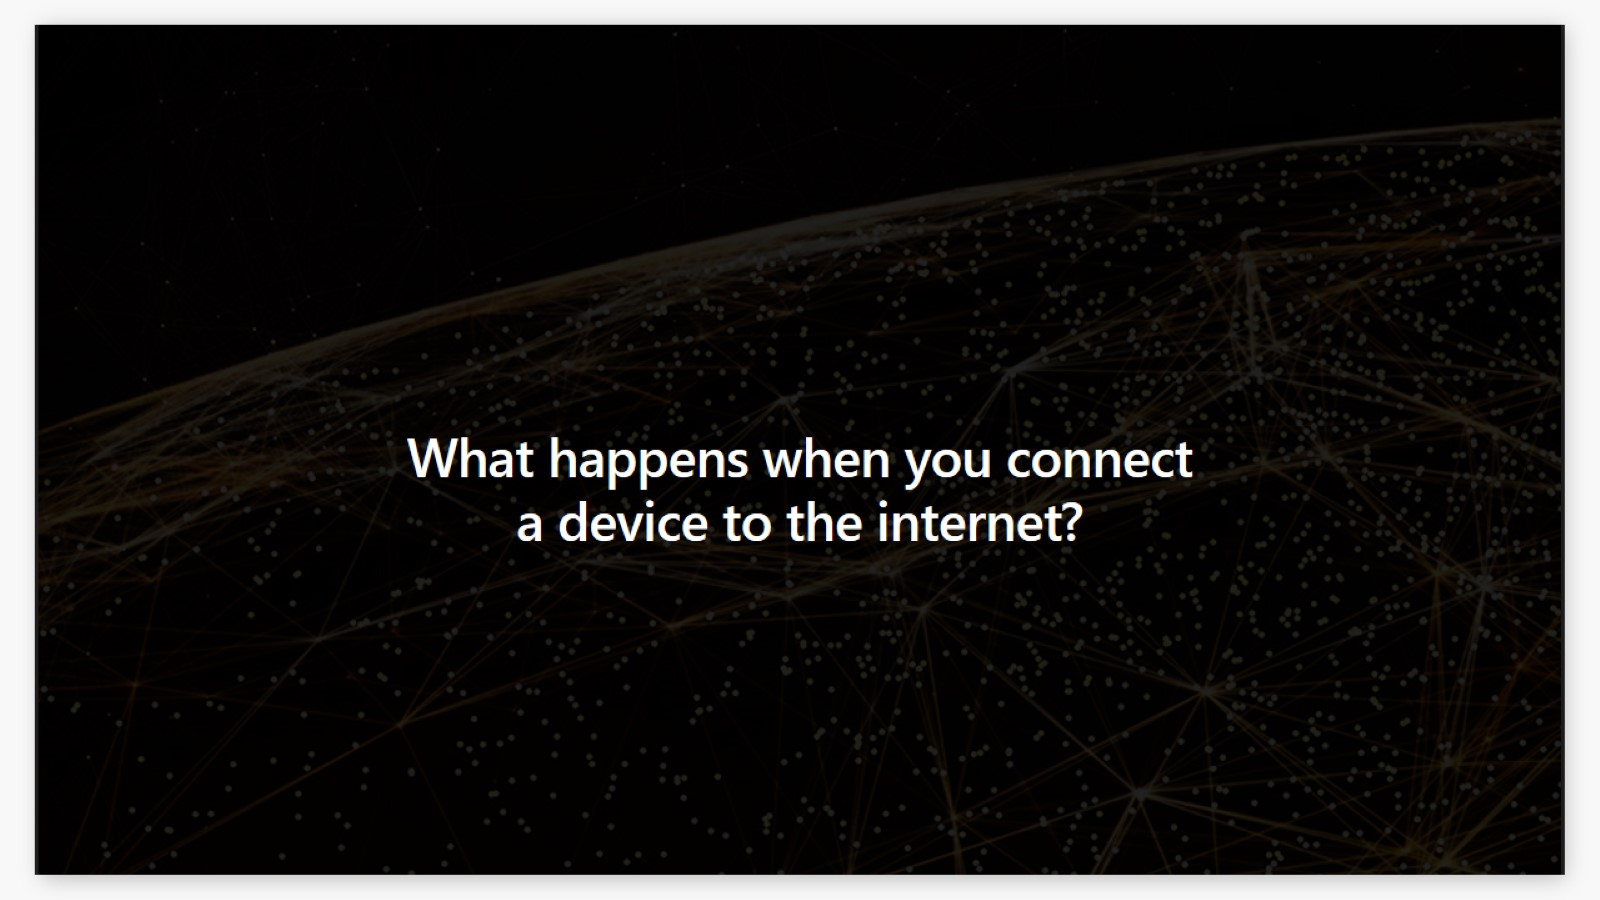 What happens when you connect
a device to the internet?